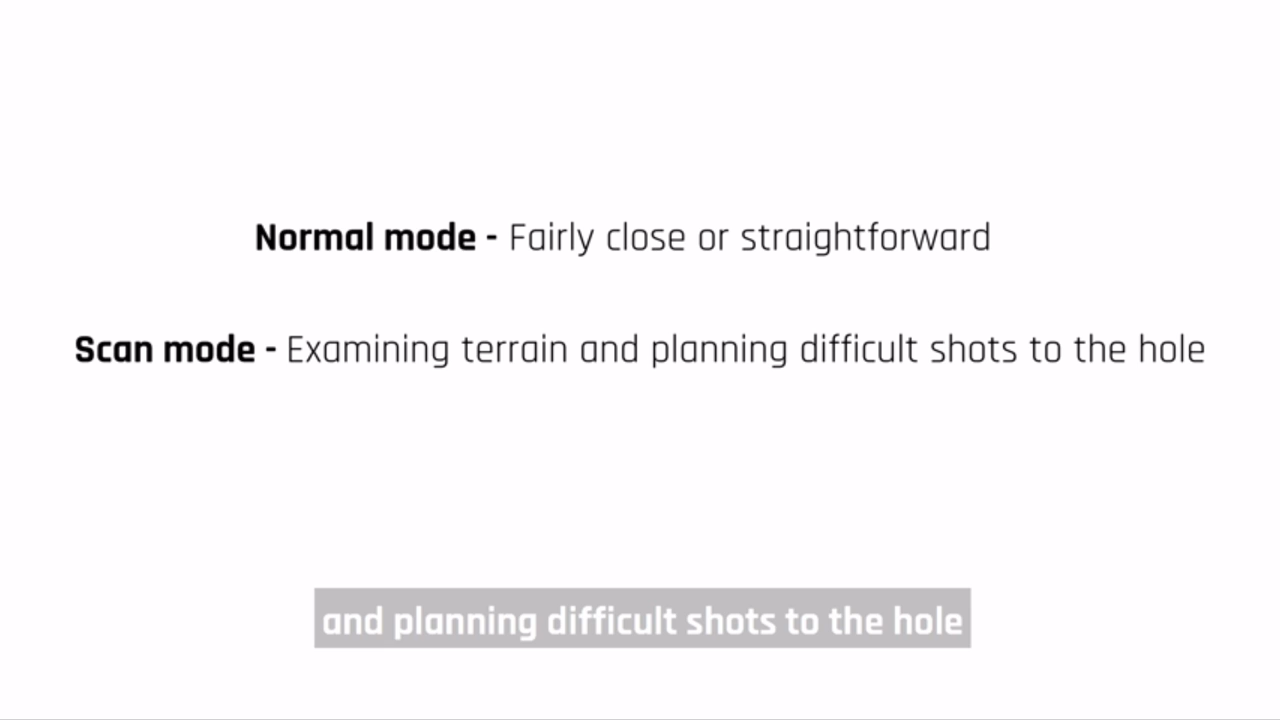 Normal mode - Fairly close or straightforward
Scan mode - Examining terrain and planning difficult shots to the hole
and planning difficult shots to the hole